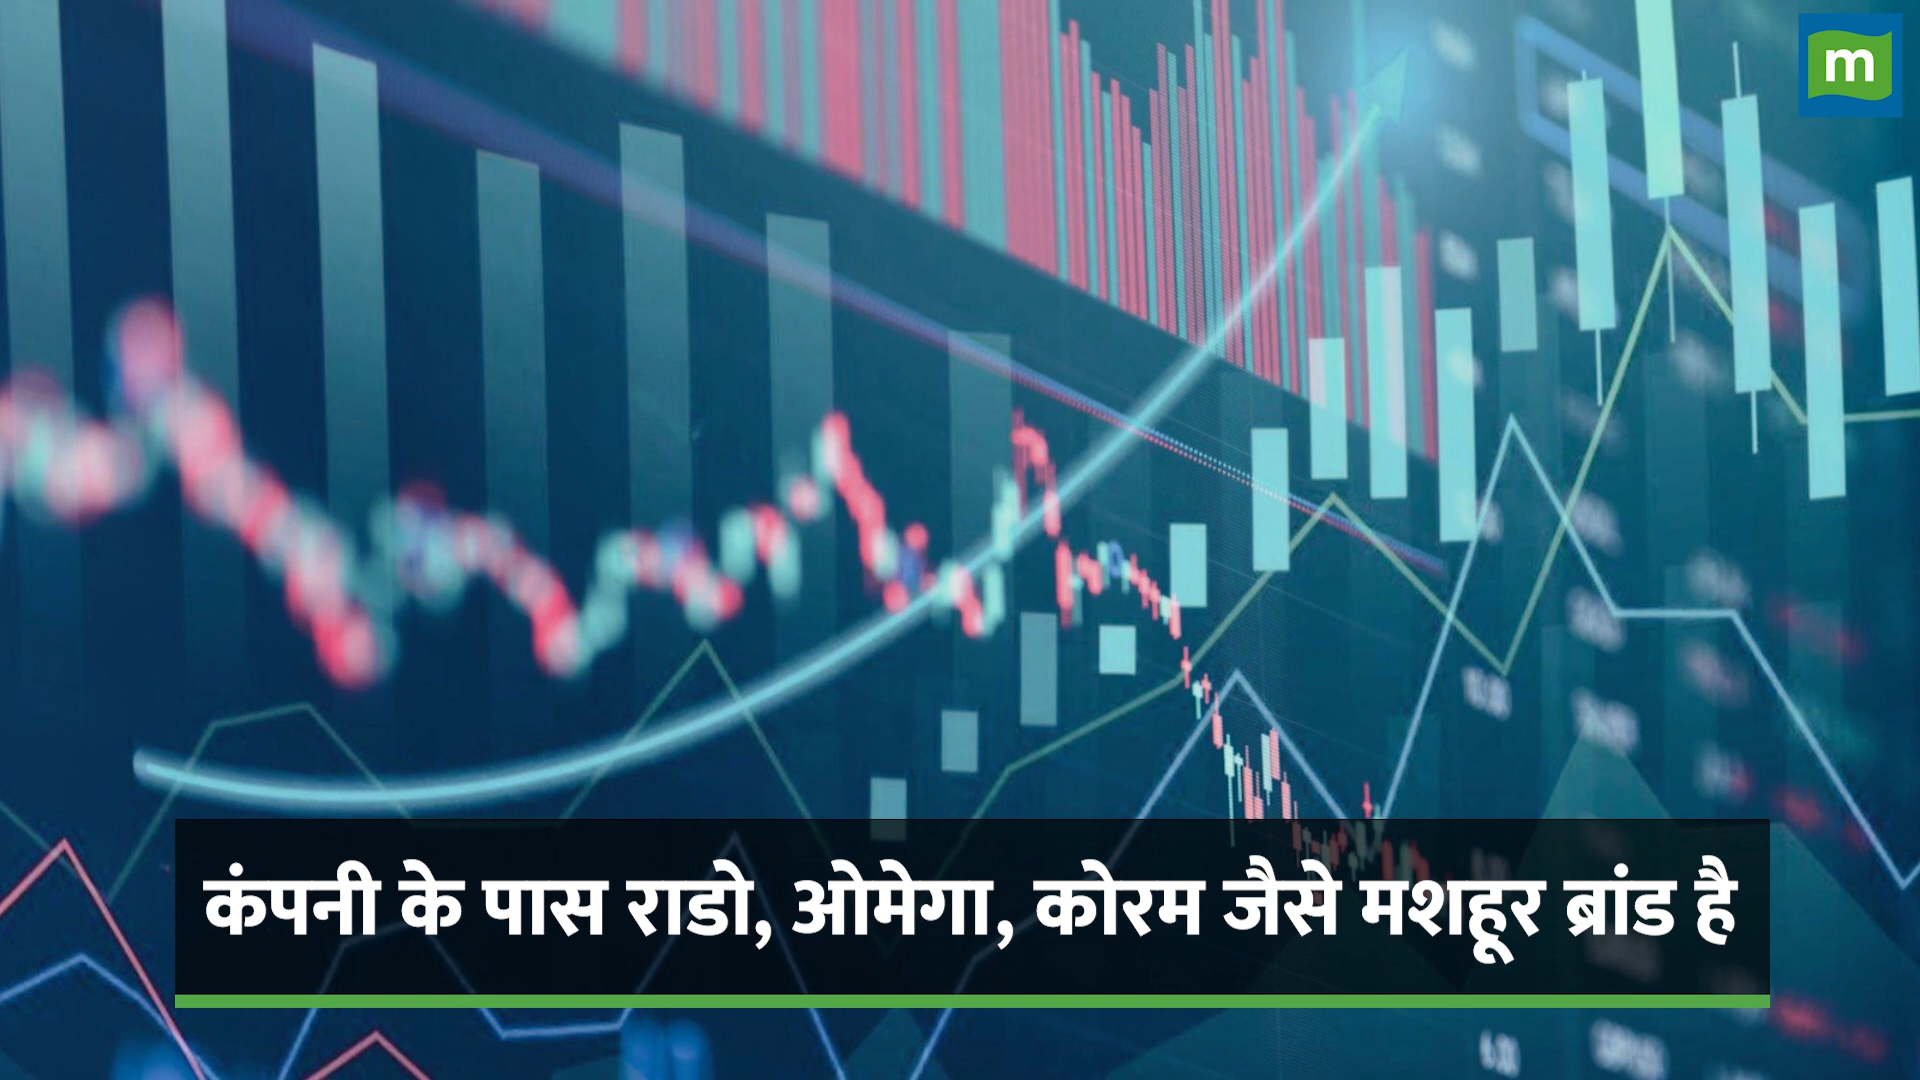 m
कंपनी के पास राडो, ओमेगा, कोरम जैसे मशहूर ब्रांड है